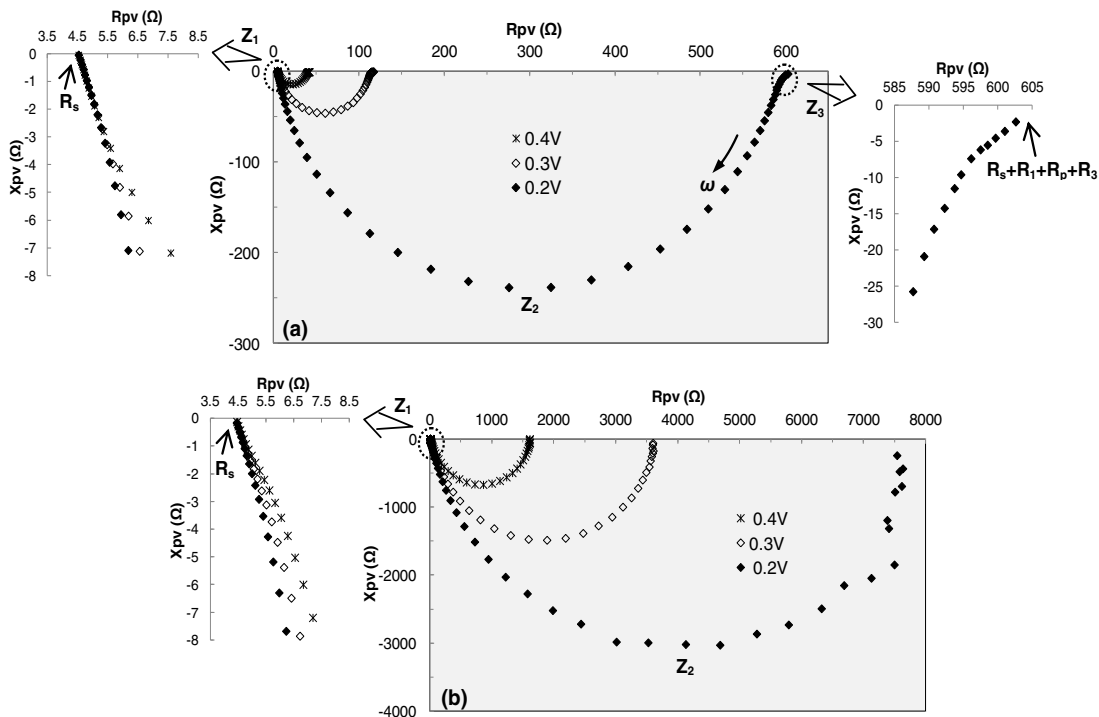 Rpv (Ω)
3.5 4.5 5.5 6.5 7.5 8.5
0
-1
-2
-3
-4
-5
-6
-7
-8
Xpv (Ω)
Rs
Z1
Rpv (Ω)
0 100 200 300 400 500 600
0
-100
-200
-300
Xpv (Ω)
0.4V
0.3V
0.2V
ω
Z2
(a)
Z3
Rpv (Ω)
585 590 595 600 605
0
-5
-10
-15
-20
-25
-30
Xpv (Ω)
Rs+R1+Rp+R3
Rpv (Ω)
3.5 4.5 5.5 6.5 7.5 8.5
0
-1
-2
-3
-4
-5
-6
-7
-8
Xpv (Ω)
Rs
Z1
Rpv (Ω)
0 1000 2000 3000 4000 5000 6000 7000 8000
0
-1000
-2000
-3000
-4000
Xpv (Ω)
0.4V
0.3V
0.2V
Z2
(b)